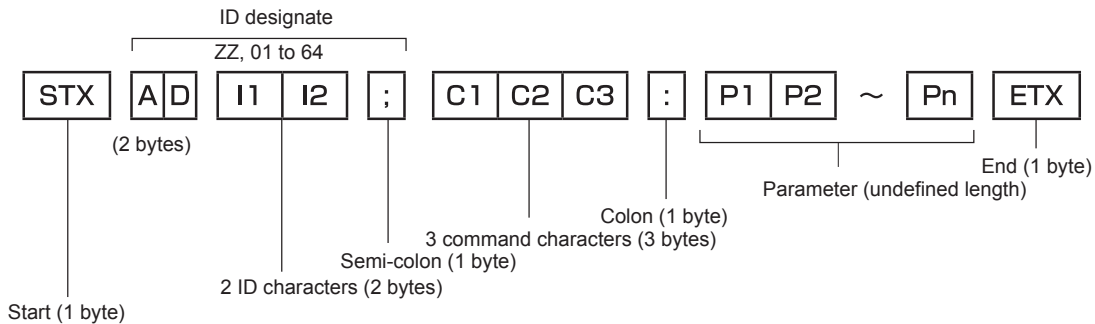 ID designate
ZZ, 01 to 64
STX A D I1 I2 ; C1 C2 C3 : P1 P2 ～ Pn ETX
(2 bytes)
End (1 byte)
Parameter (undefined length)
Colon (1 byte)
3 command characters (3 bytes)
Semi-colon (1 byte)
2 ID characters (2 bytes)
Start (1 byte)